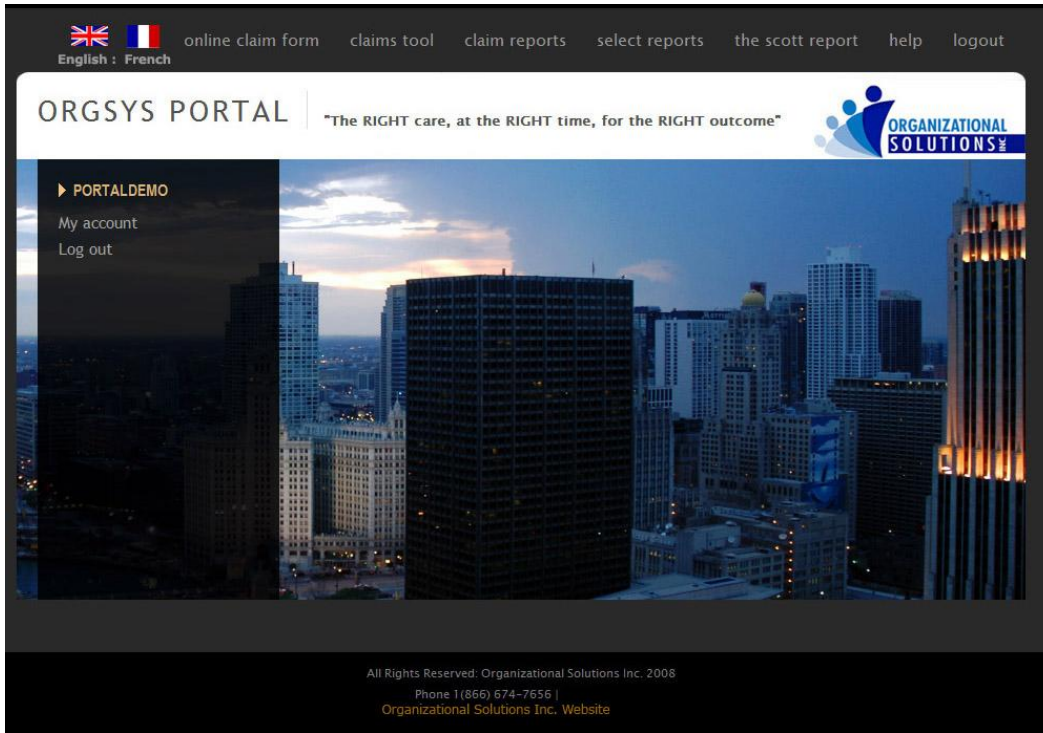 English : French
online claim form
claims tool
claim reports
select reports
the scott report
help
logout
ORGSYS PORTAL
"The RIGHT care, at the RIGHT time, for the RIGHT outcome"
ORGANIZATIONAL
SOLUTIONS INC
PORTALDEMO
My account
Log out
All Rights Reserved: Organizational Solutions Inc. 2008
Phone 1(866) 674-7656 |
Organizational Solutions Inc. Website